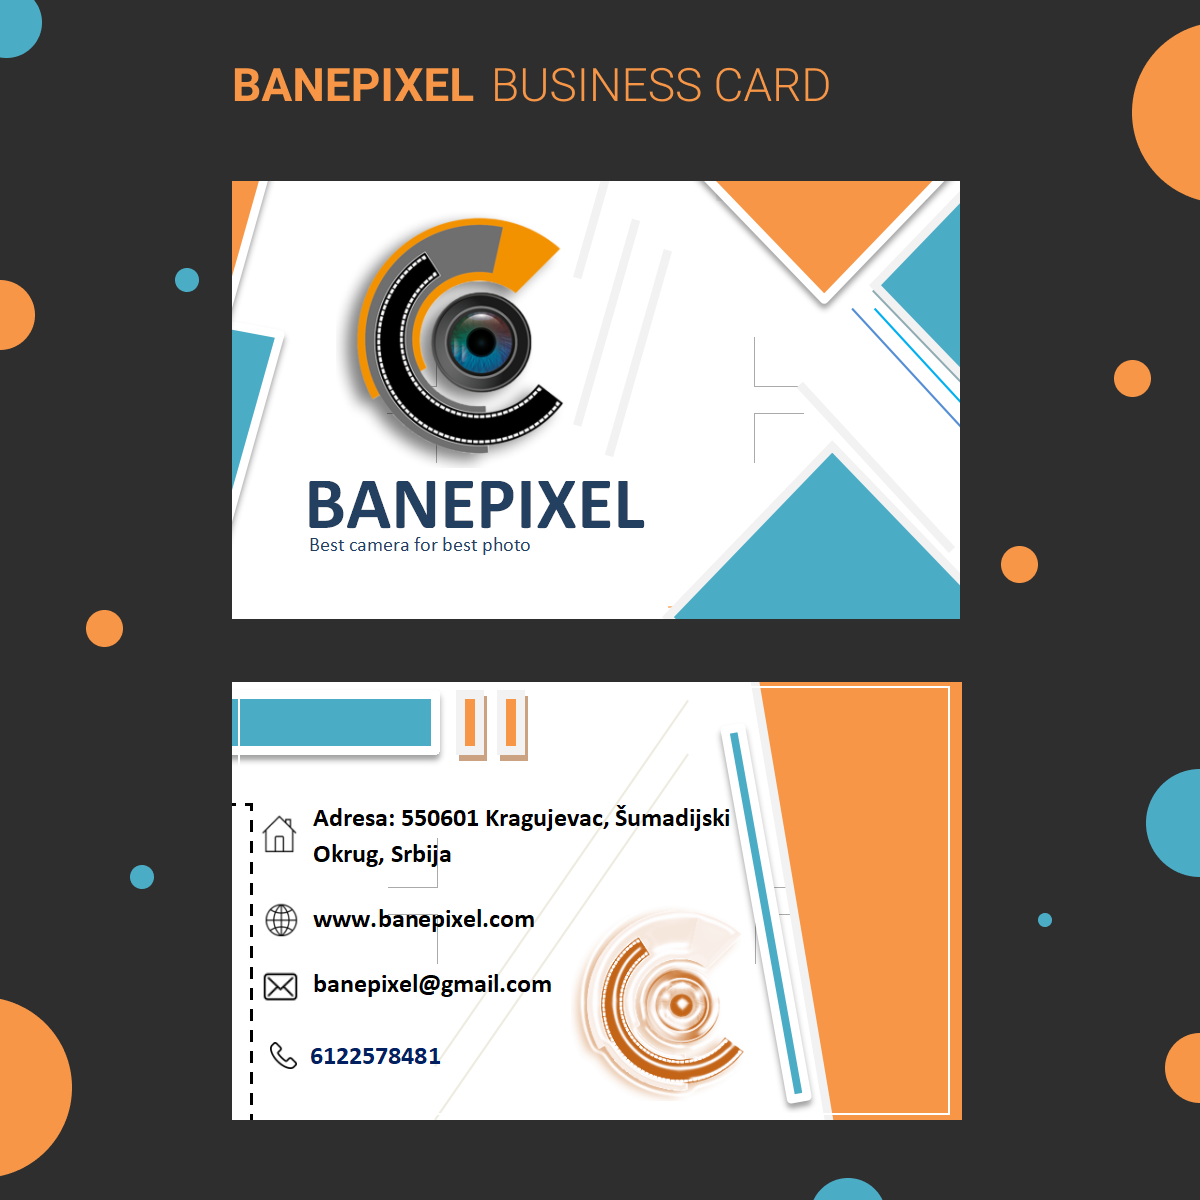 BANEPIXEL BUSINESS CARD
BANEPIXEL
Best camera for best photo
Adresa: 550601 Kragujevac, Šumadijski
Okrug, Srbija
www.banepixel.com
banepixel@gmail.com
6122578481